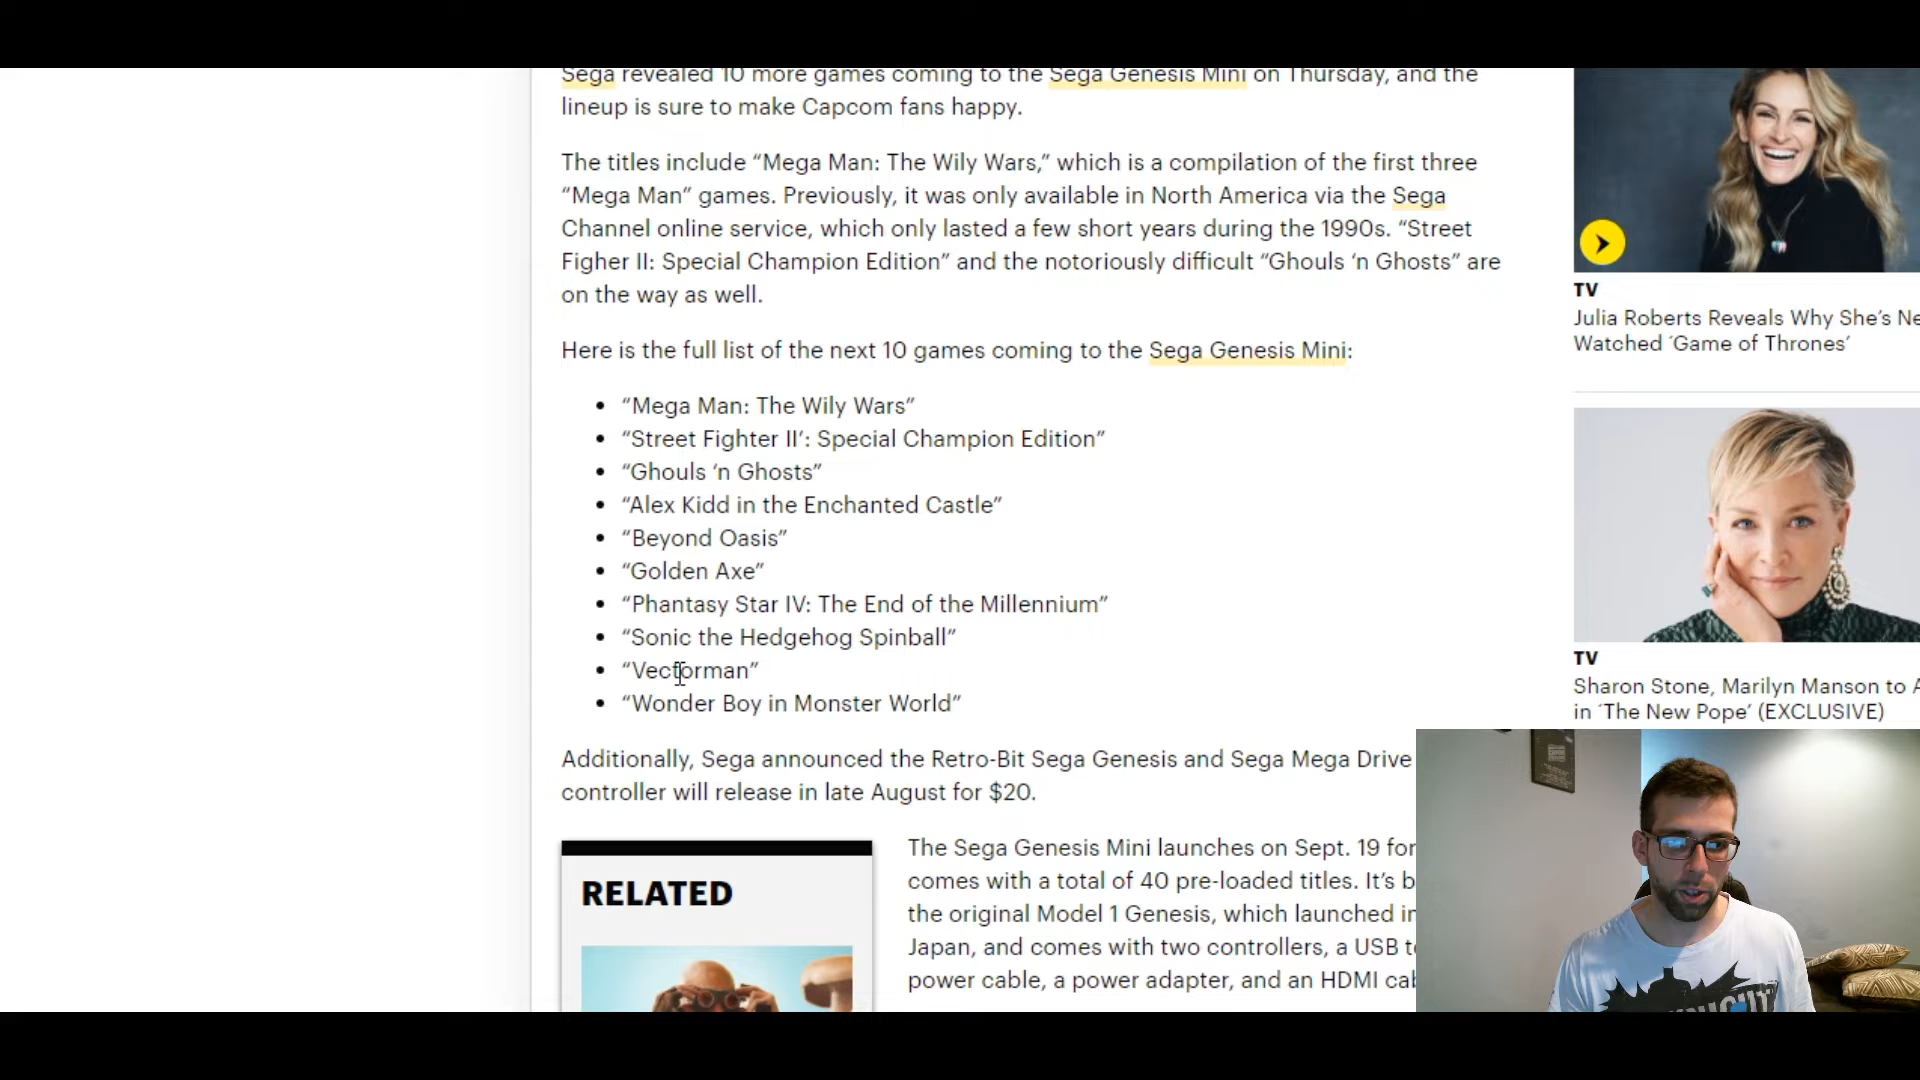 Sega revealed 10 more games coming to the Sega Genesis Mini on Thursday, and the
lineup is sure to make Capcom fans happy.
The titles include “Mega Man: The Wily Wars,” which is a compilation of the first three
“Mega Man” games. Previously, it was only available in North America via the Sega
Channel online service, which only lasted a few short years during the 1990s. “Street
Figher II: Special Champion Edition” and the notoriously difficult “Ghouls ‘n Ghosts” are
on the way as well.
Here is the full list of the next 10 games coming to the Sega Genesis Mini:
• “Mega Man: The Wily Wars”
• “Street Fighter II’: Special Champion Edition”
• “Ghouls ‘n Ghosts”
• “Alex Kidd in the Enchanted Castle”
• “Beyond Oasis”
• “Golden Axe”
• “Phantasy Star IV: The End of the Millennium”
• “Sonic the Hedgehog Spinball”
• “Vectorman”
• “Wonder Boy in Monster World”
Additionally, Sega announced the Retro-Bit Sega Genesis and Sega Mega Drive
controller will release in late August for $20.
RELATED
The Sega Genesis Mini launches on Sept. 19 for
comes with a total of 40 pre-loaded titles. It’s b
the original Model 1 Genesis, which launched in
Japan, and comes with two controllers, a USB t
power cable, a power adapter, and an HDMI cab
TV
Julia Roberts Reveals Why She’s Ne
Watched ‘Game of Thrones’
TV
Sharon Stone, Marilyn Manson to A
in ‘The New Pope’ (EXCLUSIVE)